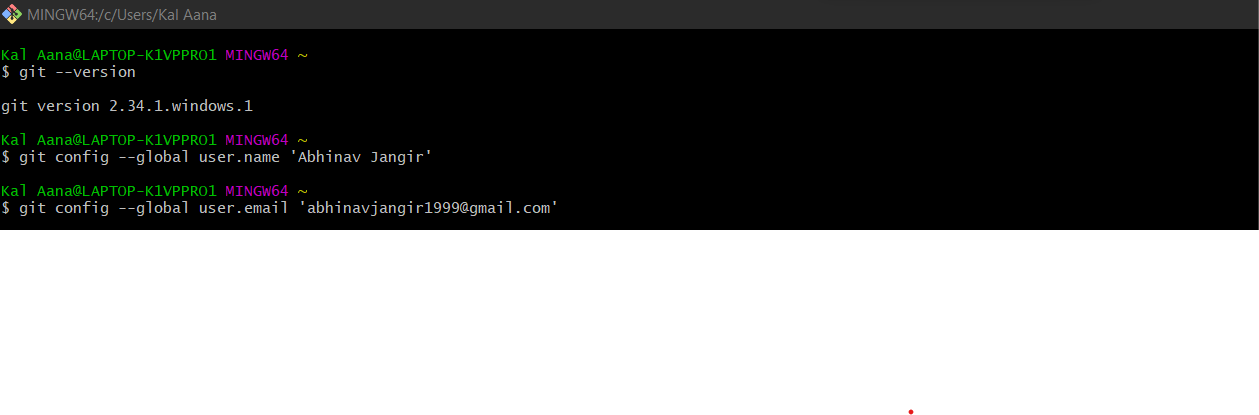 MINGW64:/c/Users/Kal Aana
Kal Aana@LAPTOP-K1VPPRO1 MINGW64 ~
$ git --version
git version 2.34.1.windows.1
Kal Aana@LAPTOP-K1VPPRO1 MINGW64 ~
$ git config --global user.name 'Abhinav Jangir'
Kal Aana@LAPTOP-K1VPPRO1 MINGW64 ~
$ git config --global user.email 'abhinavjangir1999@gmail.com'